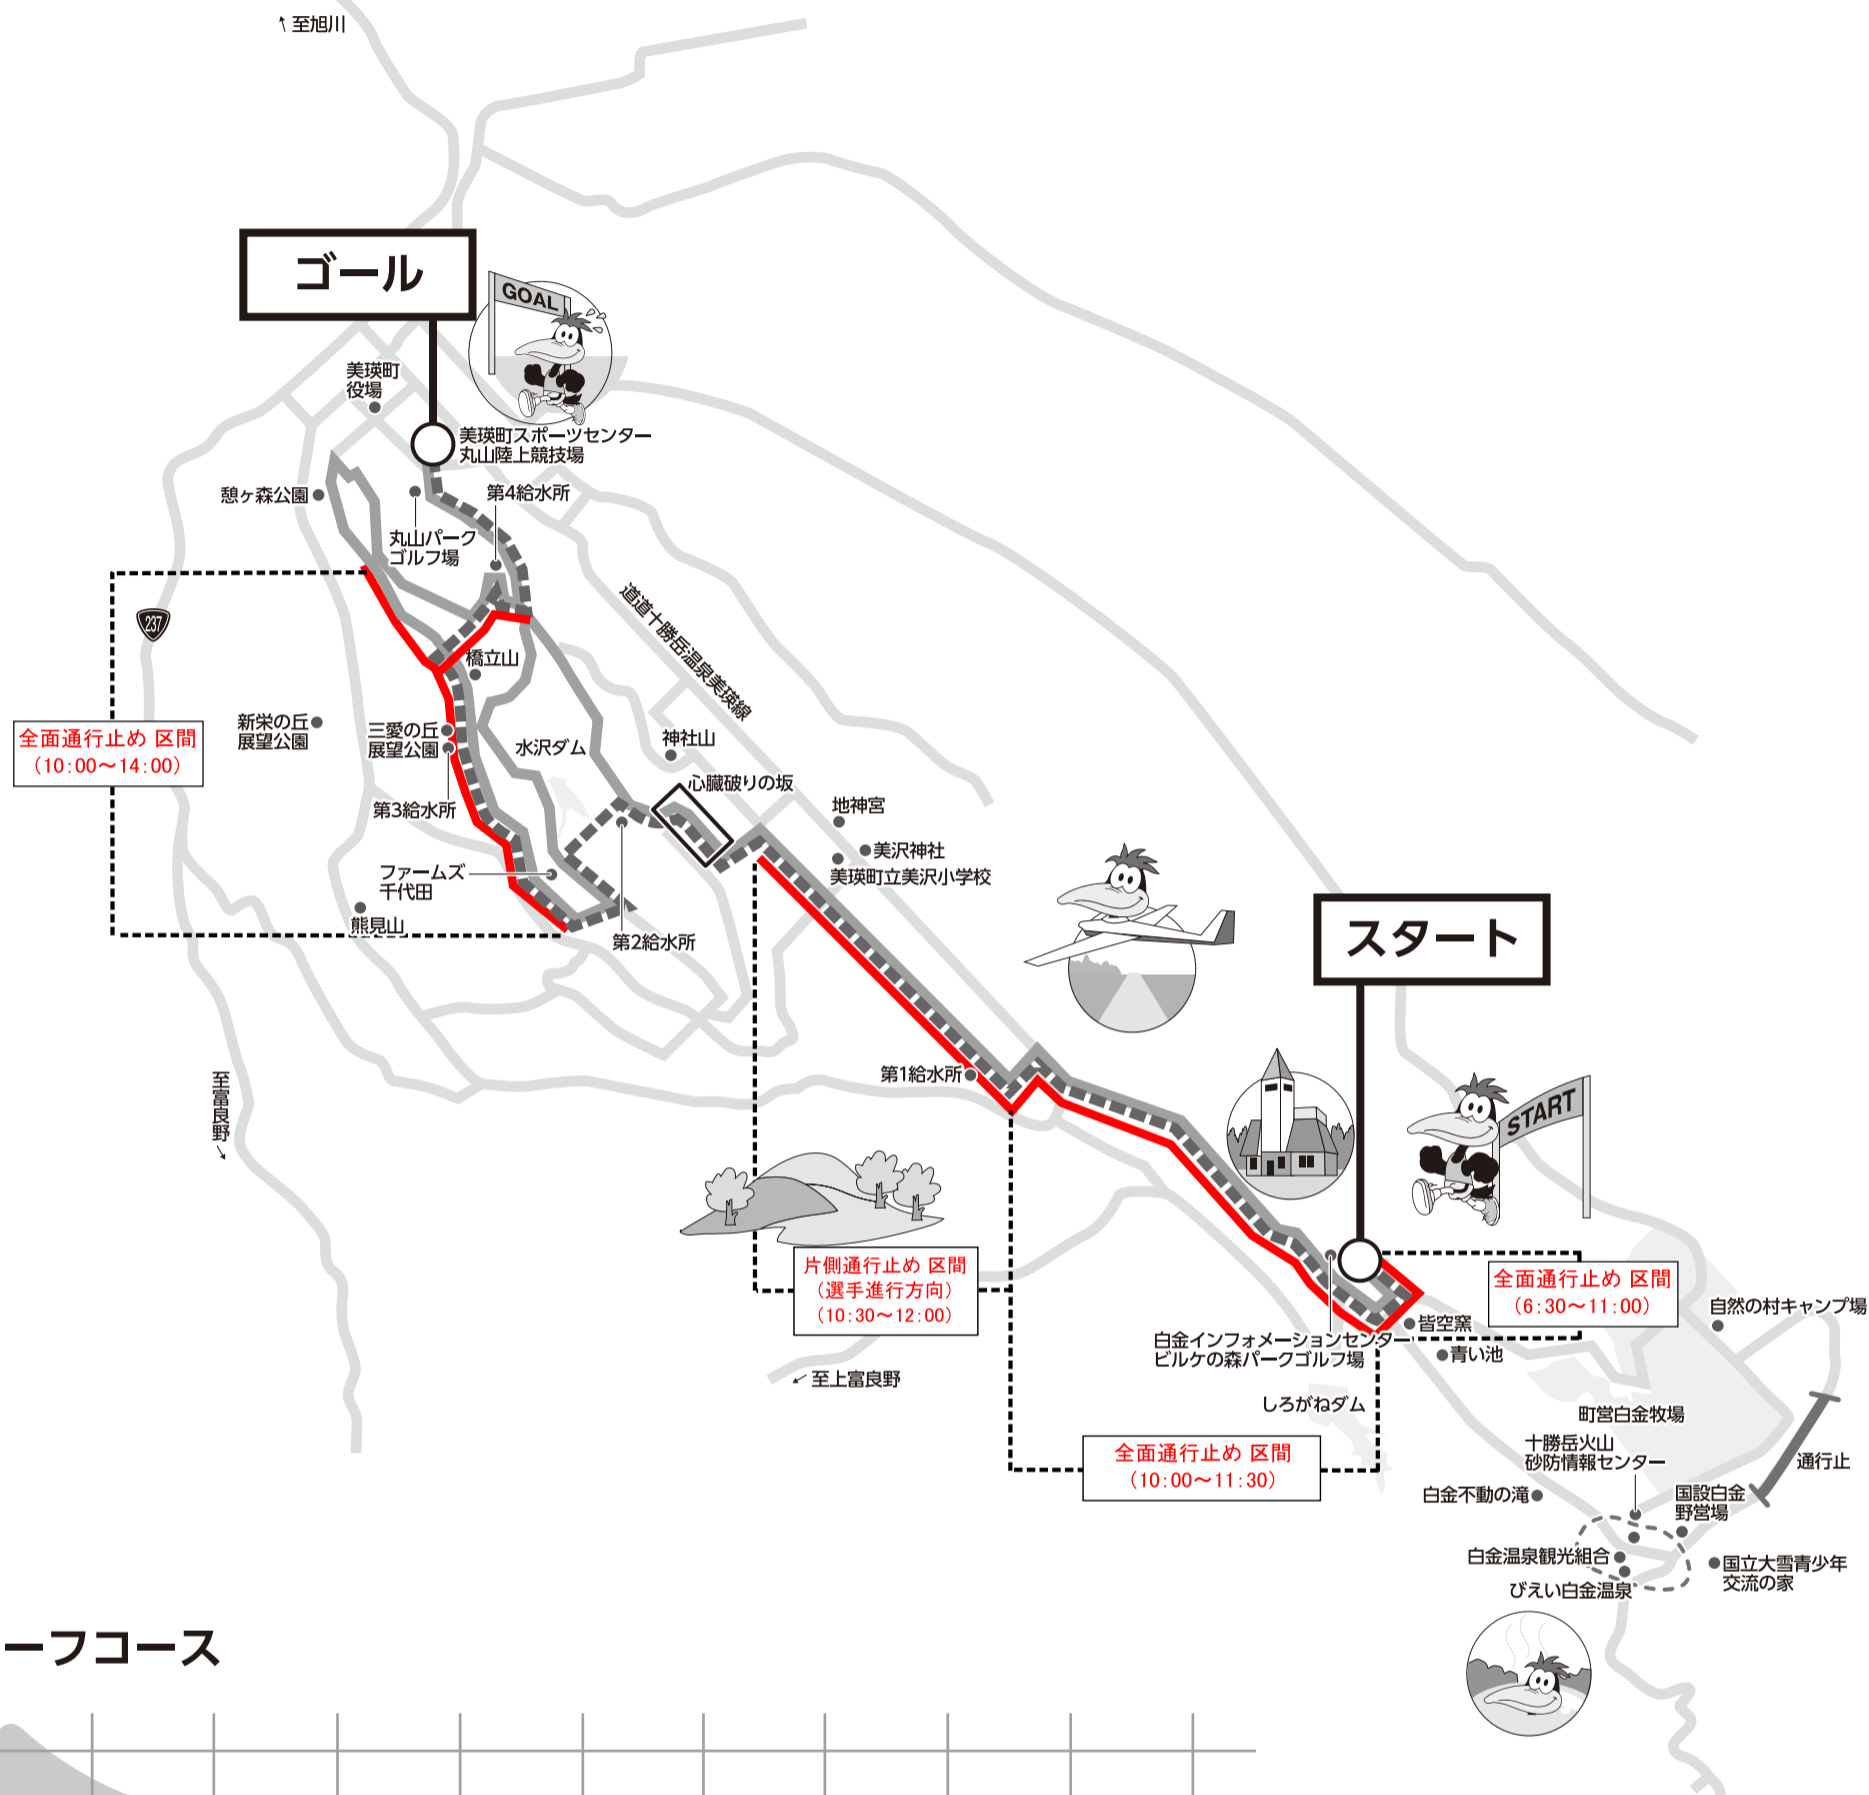 ↑ 至旭川
ゴール
GOAL
美瑛町
役場
美瑛町スポーツセンター
丸山陸上競技場
憩ヶ森公園
第4給水所
丸山パーク
ゴルフ場
237
道道十勝岳温泉美瑛線
橋立山
新栄の丘
展望公園
三愛の丘
展望公園
全面通行止め 区間
(10:00〜14:00)
水沢ダム
神社山
心臓破りの坂
第3給水所
地神宮
美沢神社
美瑛町立美沢小学校
ファームズ
千代田
熊見山
第2給水所
スタート
第1給水所
至富良野→
START
片側通行止め 区間
(選手進行方向)
(10:30〜12:00)
全面通行止め 区間
(6:30〜11:00)
自然の村キャンプ場
皆空窯
白金インフォメーションセンター
ビルケの森パークゴルフ場
青い池
←至上富良野
しろがねダム
町営白金牧場
全面通行止め 区間
(10:00〜11:30)
十勝岳火山
砂防情報センター
通行止
白金不動の滝
国設白金
野営場
白金温泉観光組合
国立大雪青少年
交流の家
びえい白金温泉
ーフコース